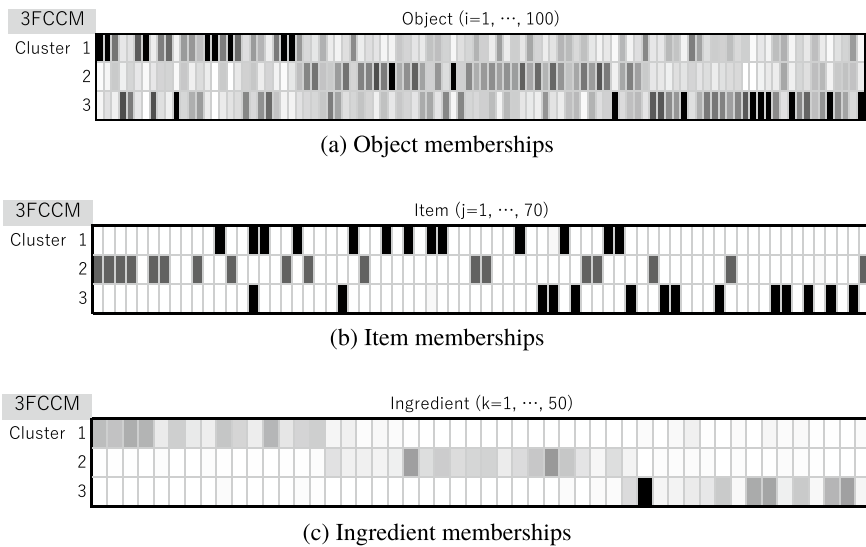 3FCCM
Object (i=1, ⋯, 100)
Cluster 1
2
3
(a) Object memberships
3FCCM
Item (j=1, ⋯, 70)
Cluster 1
2
3
(b) Item memberships
3FCCM
Ingredient (k=1, ⋯, 50)
Cluster 1
2
3
(c) Ingredient memberships